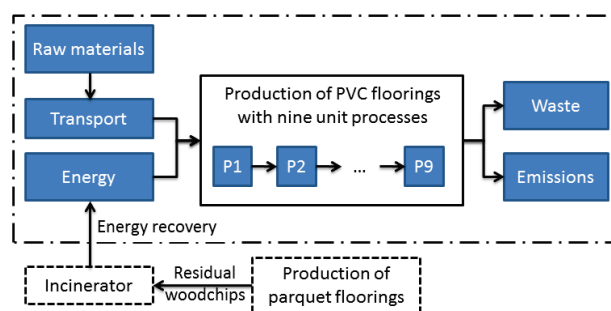 Raw materials
Transport
Energy
Production of PVC floorings
with nine unit processes
P1
P2
...
P9
Waste
Emissions
Energy recovery
Incinerator
Residual
woodchips
Production of
parquet floorings